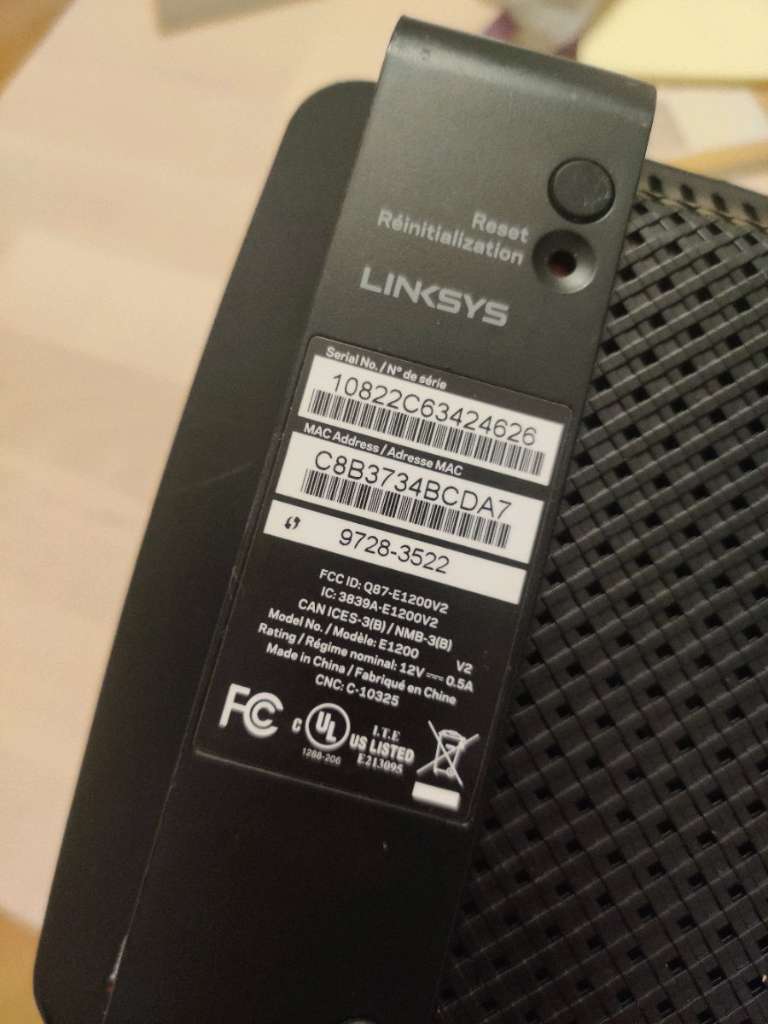 Reset
Réinitialization
LINKSYS
Serial No. / N° de série
10822C63424626
MAC Address / Adresse MAC
C8B3734BCDA7
9728-3522
FCC ID: Q87-E1200V2
IC: 3839A-E1200V2
CAN ICES-3(B) / NMB-3(B)
Model No. / Modèle: E1200 V2
Rating / Régime nominal: 12V ⎓ 0.5A
Made in China / Fabriqué en Chine
CNC: C-10325
FC C UL US LISTED I.T.E E213095
1288-206